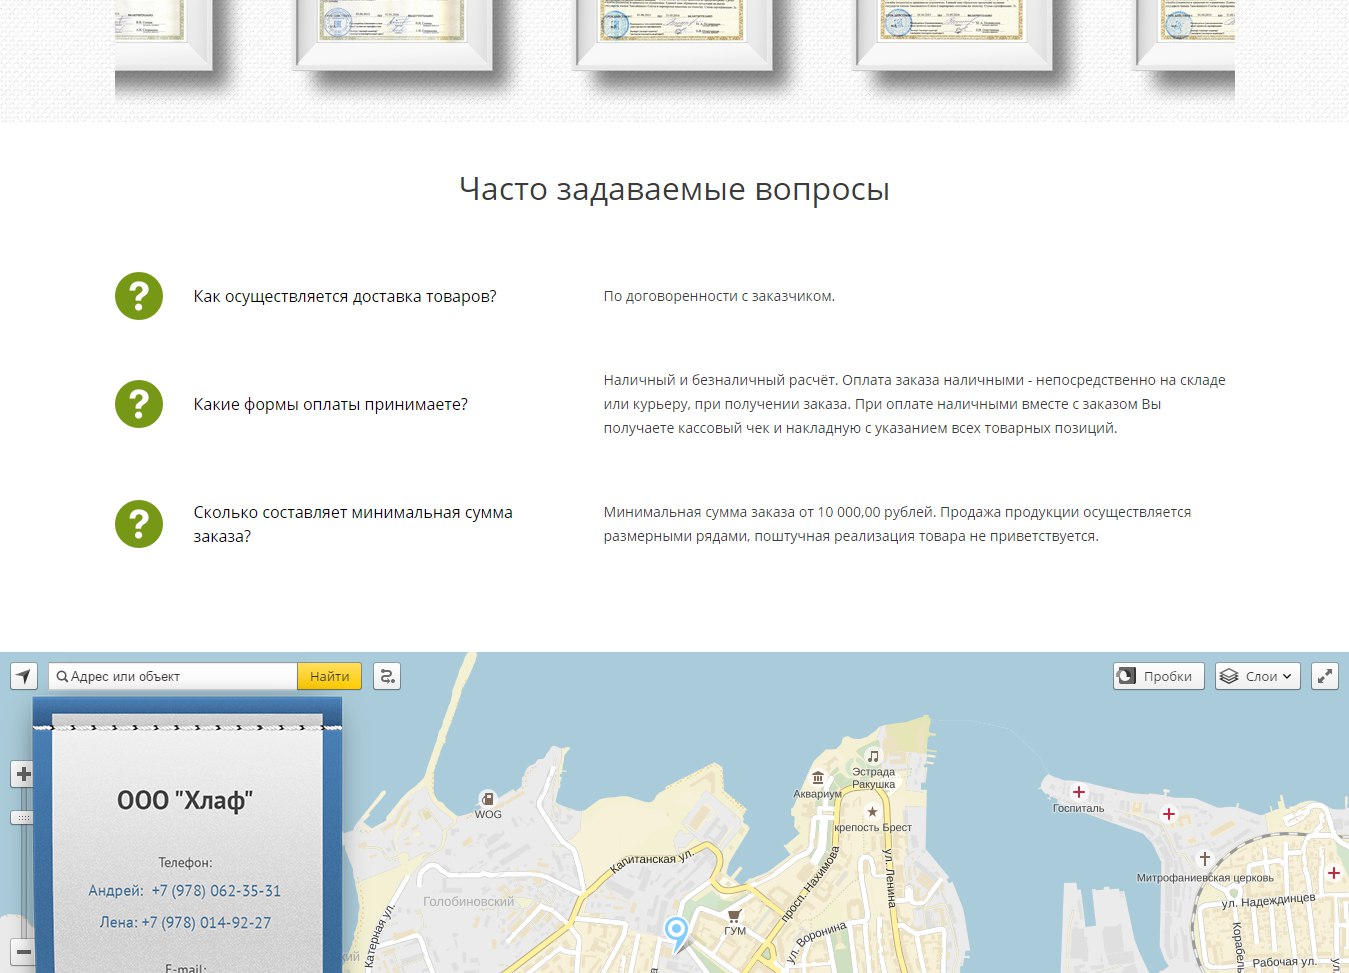 Часто задаваемые вопросы
Как осуществляется доставка товаров?
По договоренности с заказчиком.
Какие формы оплаты принимаете?
Наличный и безналичный расчёт. Оплата заказа наличными - непосредственно на складе
или курьеру, при получении заказа. При оплате наличными вместе с заказом Вы
получаете кассовый чек и накладную с указанием всех товарных позиций.
Сколько составляет минимальная сумма
заказа?
Минимальная сумма заказа от 10 000,00 рублей. Продажа продукции осуществляется
размерными рядами, поштучная реализация товара не приветствуется.
Адрес или объект
Найти
Пробки
Слои
ООО "Хлаф"
Телефон:
Андрей: +7 (978) 062-35-31
Лена: +7 (978) 014-92-27
E-mail:
WOG
Аквариум
Эстрада
Ракушка
крепость Брест
Госпиталь
Митрофаниевская церковь
Капитанская ул.
просп. Нахимова
ул. Ленина
Голобиновский
Катерная ул.
ГУМ
ул. Воронина
ул. Надеждинцев
Рабочая ул.